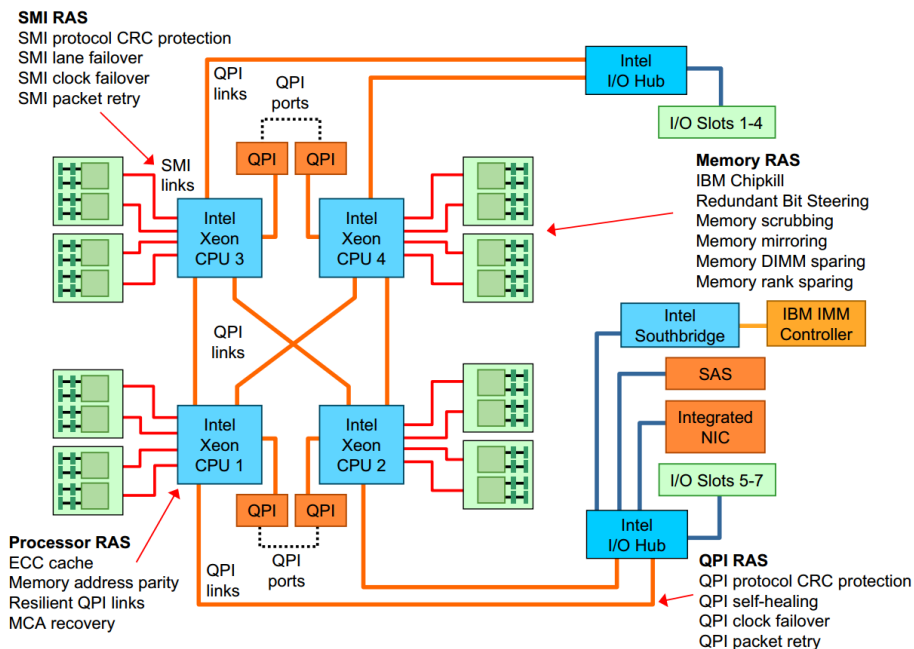 SMI RAS
SMI protocol CRC protection
SMI lane failover
SMI clock failover
SMI packet retry
QPI
links
QPI
ports
Intel
I/O Hub
I/O Slots 1-4
QPI
QPI
SMI
links
Intel
Xeon
CPU 3
Intel
Xeon
CPU 4
Memory RAS
IBM Chipkill
Redundant Bit Steering
Memory scrubbing
Memory mirroring
Memory DIMM sparing
Memory rank sparing
QPI
links
Intel
Southbridge
IBM IMM
Controller
SAS
Integrated
NIC
I/O Slots 5-7
Intel
Xeon
CPU 1
Intel
Xeon
CPU 2
QPI
QPI
Intel
I/O Hub
Processor RAS
ECC cache
Memory address parity
Resilient QPI links
MCA recovery
QPI
links
QPI
ports
QPI RAS
QPI protocol CRC protection
QPI self-healing
QPI clock failover
QPI packet retry